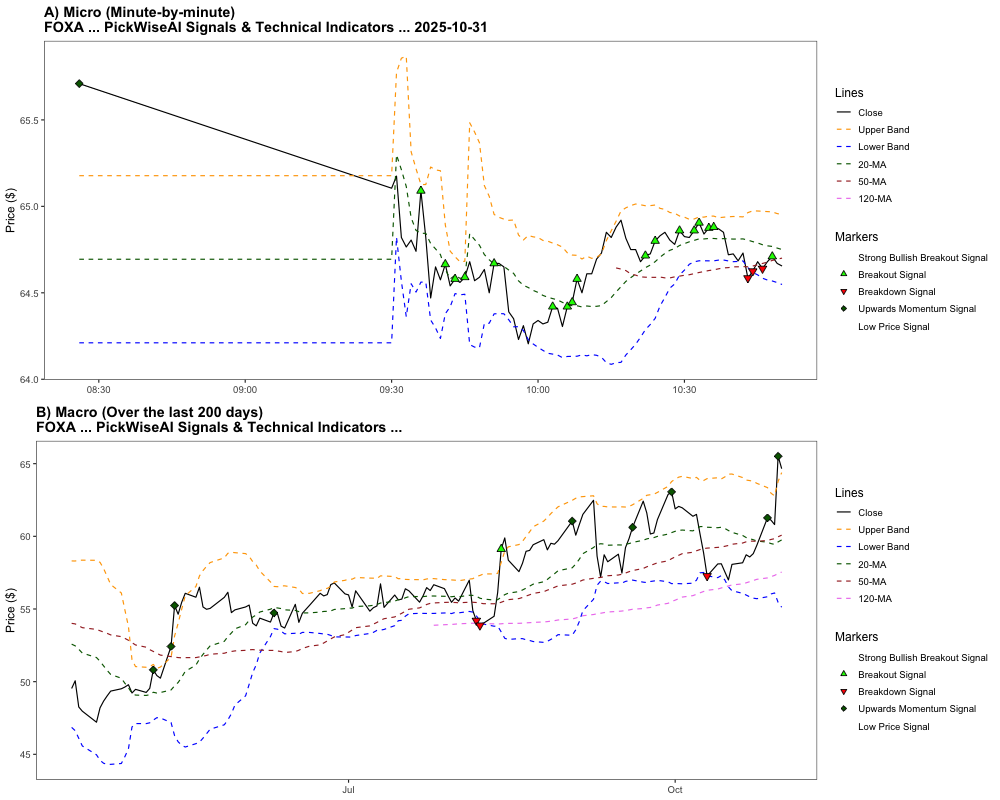 A) Micro (Minute-by-minute)
FOXA ... PickWiseAI Signals & Technical Indicators ... 2025-10-31
Price ($)
65.5
65.0
64.5
64.0
08:30
09:00
09:30
10:00
10:30
Lines
Close
Upper Band
Lower Band
20-MA
50-MA
120-MA
Markers
Strong Bullish Breakout Signal
Breakout Signal
Breakdown Signal
Upwards Momentum Signal
Low Price Signal
B) Macro (Over the last 200 days)
FOXA ... PickWiseAI Signals & Technical Indicators ...
Price ($)
65
60
55
50
45
Jul
Oct
Lines
Close
Upper Band
Lower Band
20-MA
50-MA
120-MA
Markers
Strong Bullish Breakout Signal
Breakout Signal
Breakdown Signal
Upwards Momentum Signal
Low Price Signal